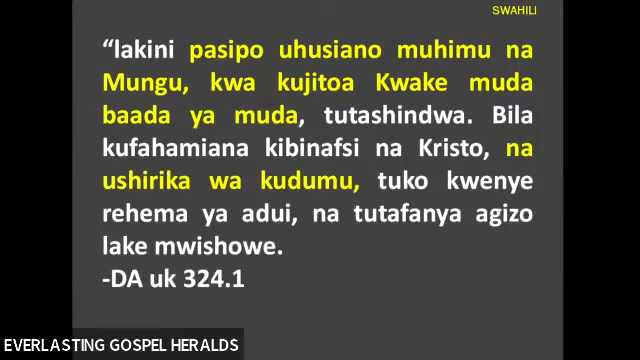 SWAHILI
“lakini pasipo uhusiano muhimu na
Mungu, kwa kujitoa Kwake muda
baada ya muda, tutashindwa. Bila
kufahamiana kibinafsi na Kristo, na
ushirika wa kudumu, tuko kwenye
rehema ya adui, na tutafanya agizo
lake mwishowe.
-DA uk 324.1
EVERLASTING GOSPEL HERALDS